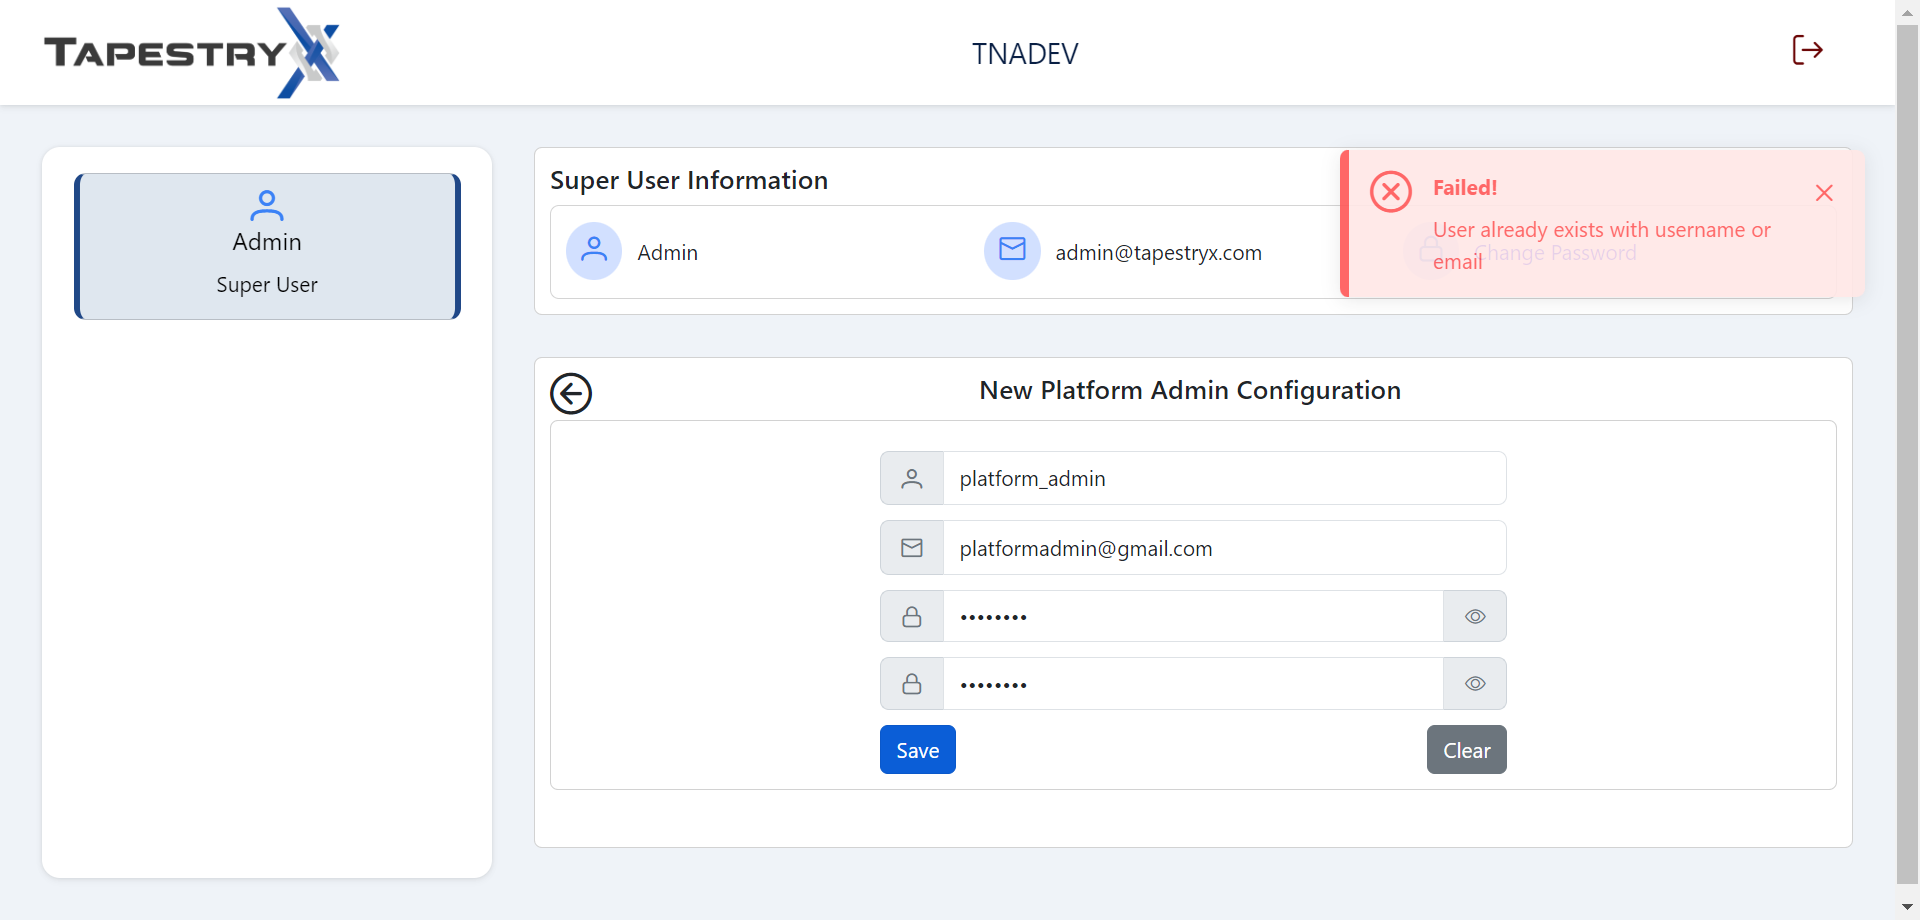 TAPESTRYX
TNADEV
Admin
Super User
Super User Information
Admin
admin@tapestryx.com
Change Password
Failed!
User already exists with username or
email
New Platform Admin Configuration
platform_admin
platformadmin@gmail.com
••••••••
••••••••
Save
Clear